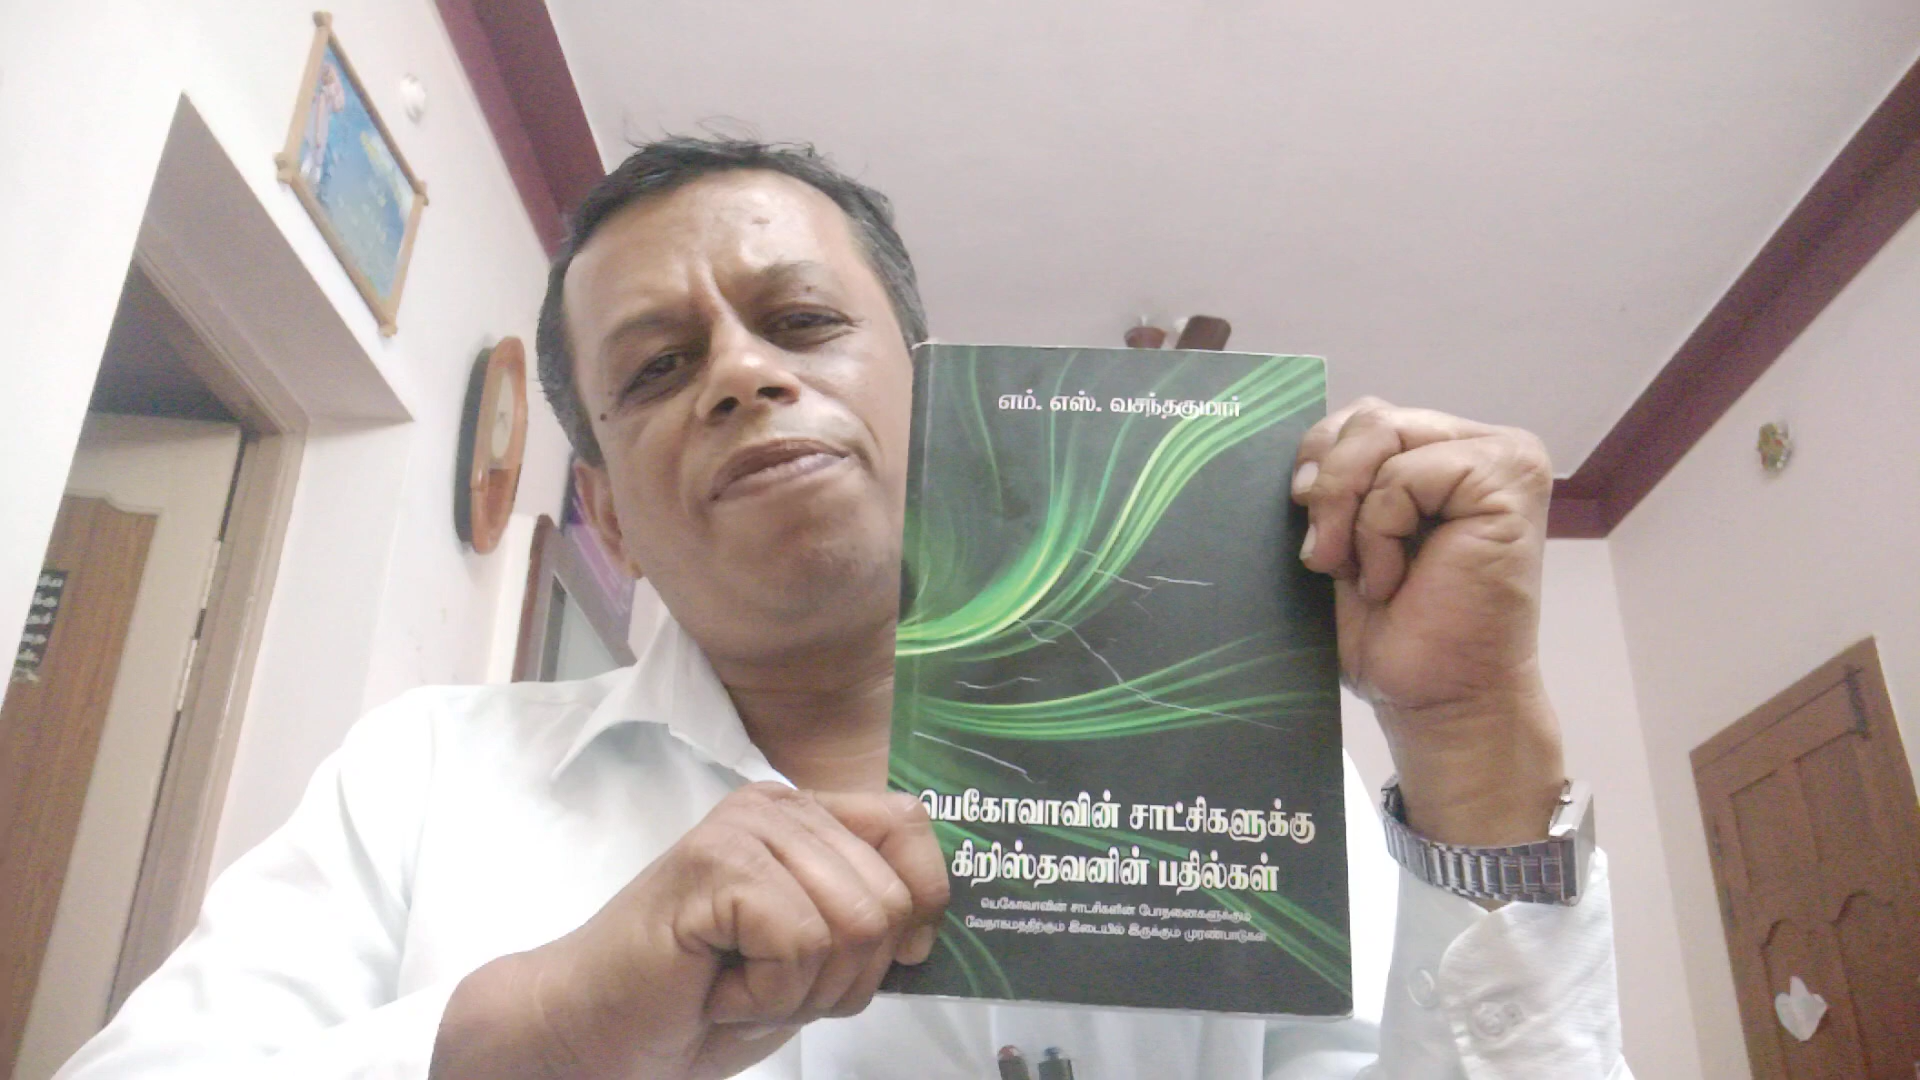 எம். எஸ். வசந்தகுமார்
யெகோவாவின் சாட்சிகளுக்கு
கிறிஸ்தவனின் பதில்கள்
யெகோவாவின் சாட்சிகளின் போதனைகளுக்கும்
வேதாகமத்திற்கும் இடையில் இருக்கும் முரண்பாடுகள்